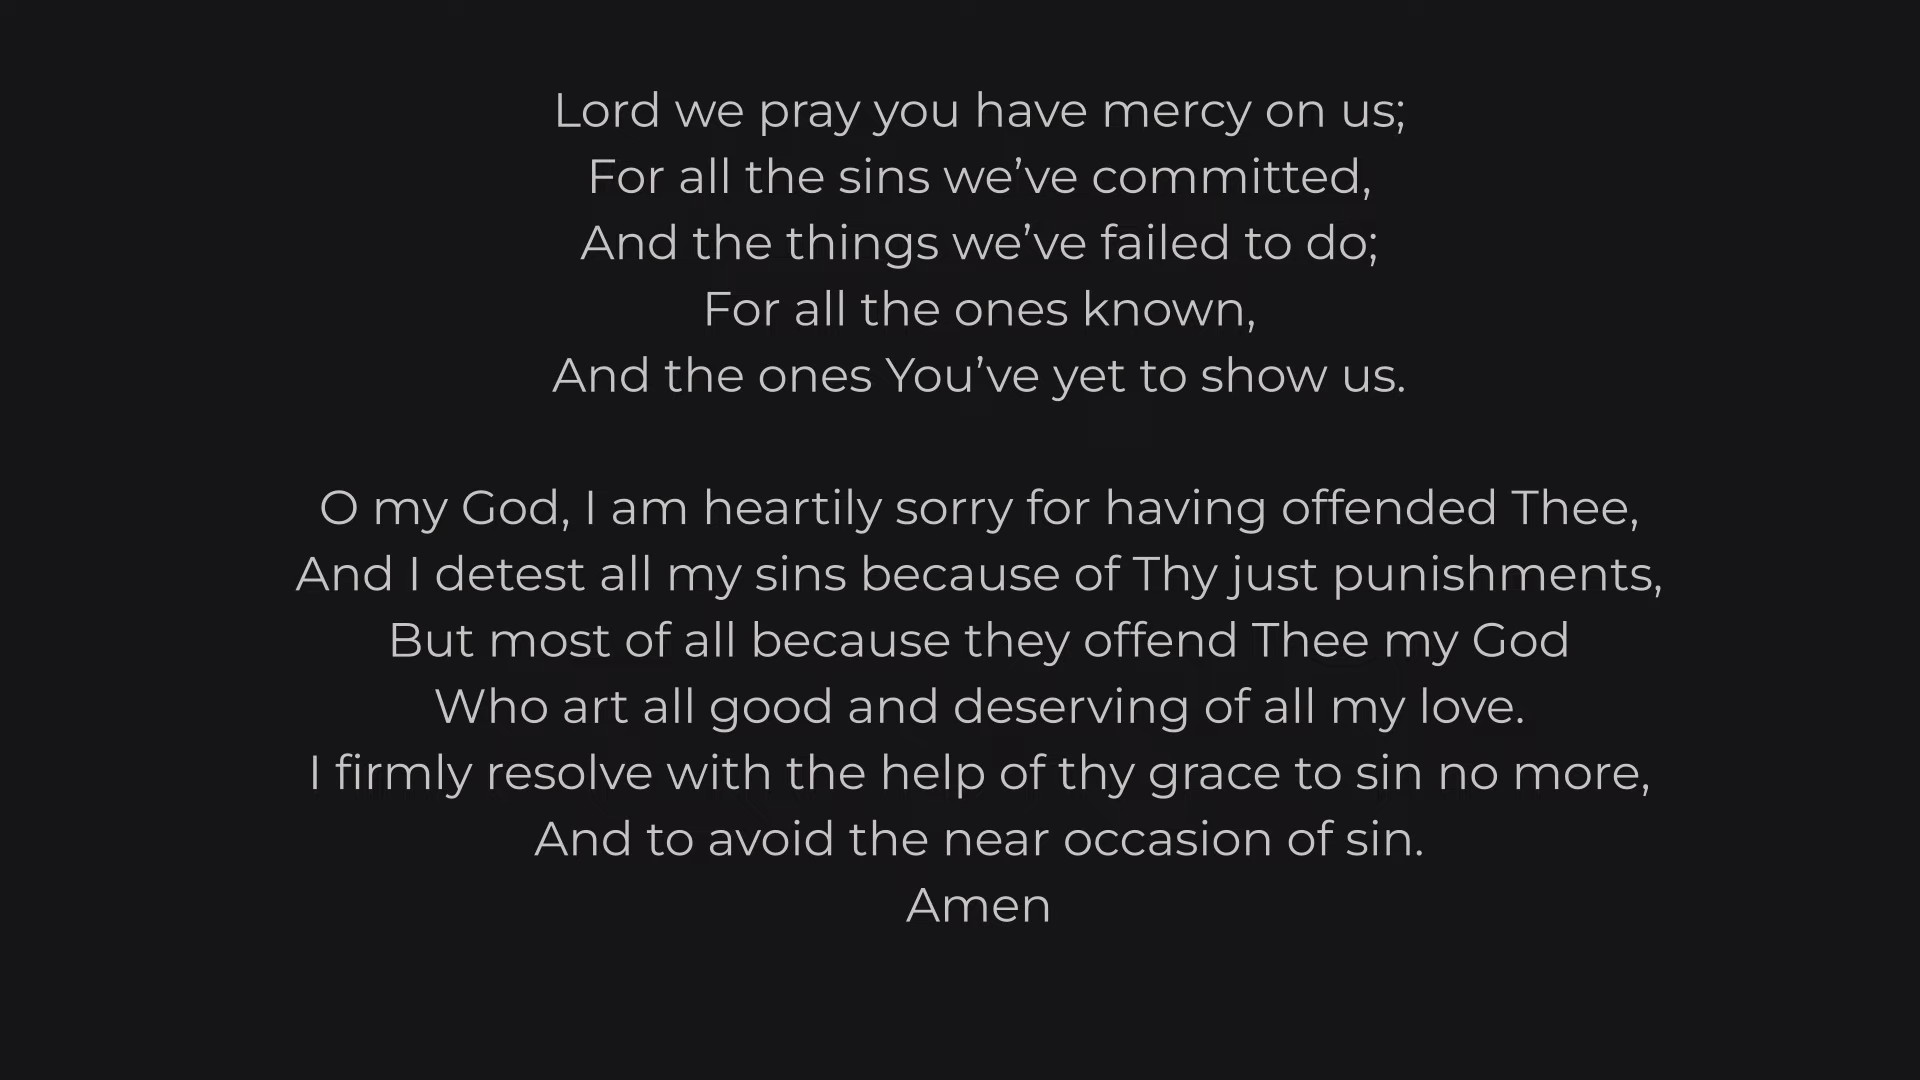 Lord we pray you have mercy on us;
For all the sins we’ve committed,
And the things we’ve failed to do;
For all the ones known,
And the ones You’ve yet to show us.
O my God, I am heartily sorry for having offended Thee,
And I detest all my sins because of Thy just punishments,
But most of all because they offend Thee my God
Who art all good and deserving of all my love.
I firmly resolve with the help of thy grace to sin no more,
And to avoid the near occasion of sin.
Amen